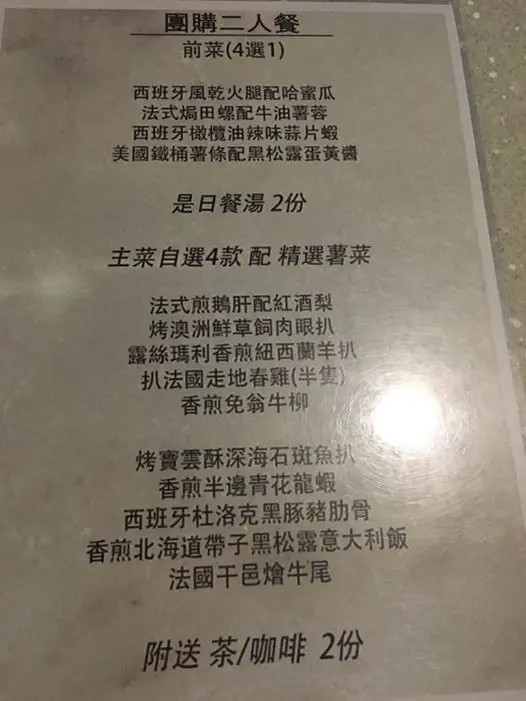 團購二人餐
前菜(4選1)
西班牙風乾火腿配哈蜜瓜
法式焗田螺配牛油薯蓉
西班牙橄欖油辣味蒜片蝦
美國鐵桶薯條配黑松露蛋黃醬
是日餐湯 2份
主菜自選4款 配 精選薯菜
法式煎鵝肝配紅酒梨
烤澳洲鮮草飼肉眼扒
露絲瑪利香煎紐西蘭羊扒
扒法國走地春雞(半隻)
香煎免翁牛柳
烤寶雲酥深海石斑魚扒
香煎半邊青花龍蝦
西班牙杜洛克黑豚豬肋骨
香煎北海道帶子黑松露意大利飯
法國干邑燴牛尾
附送 茶/咖啡 2份